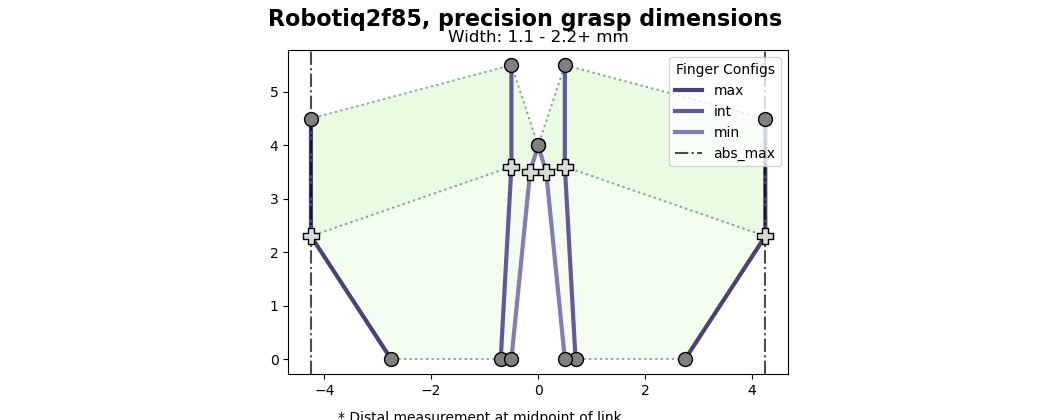 Robotiq2f85, precision grasp dimensions
Width: 1.1 - 2.2+ mm
Finger Configs
max
int
min
abs_max
5
4
3
2
1
0
−4 −2 0 2 4
* Distal measurement at midpoint of link